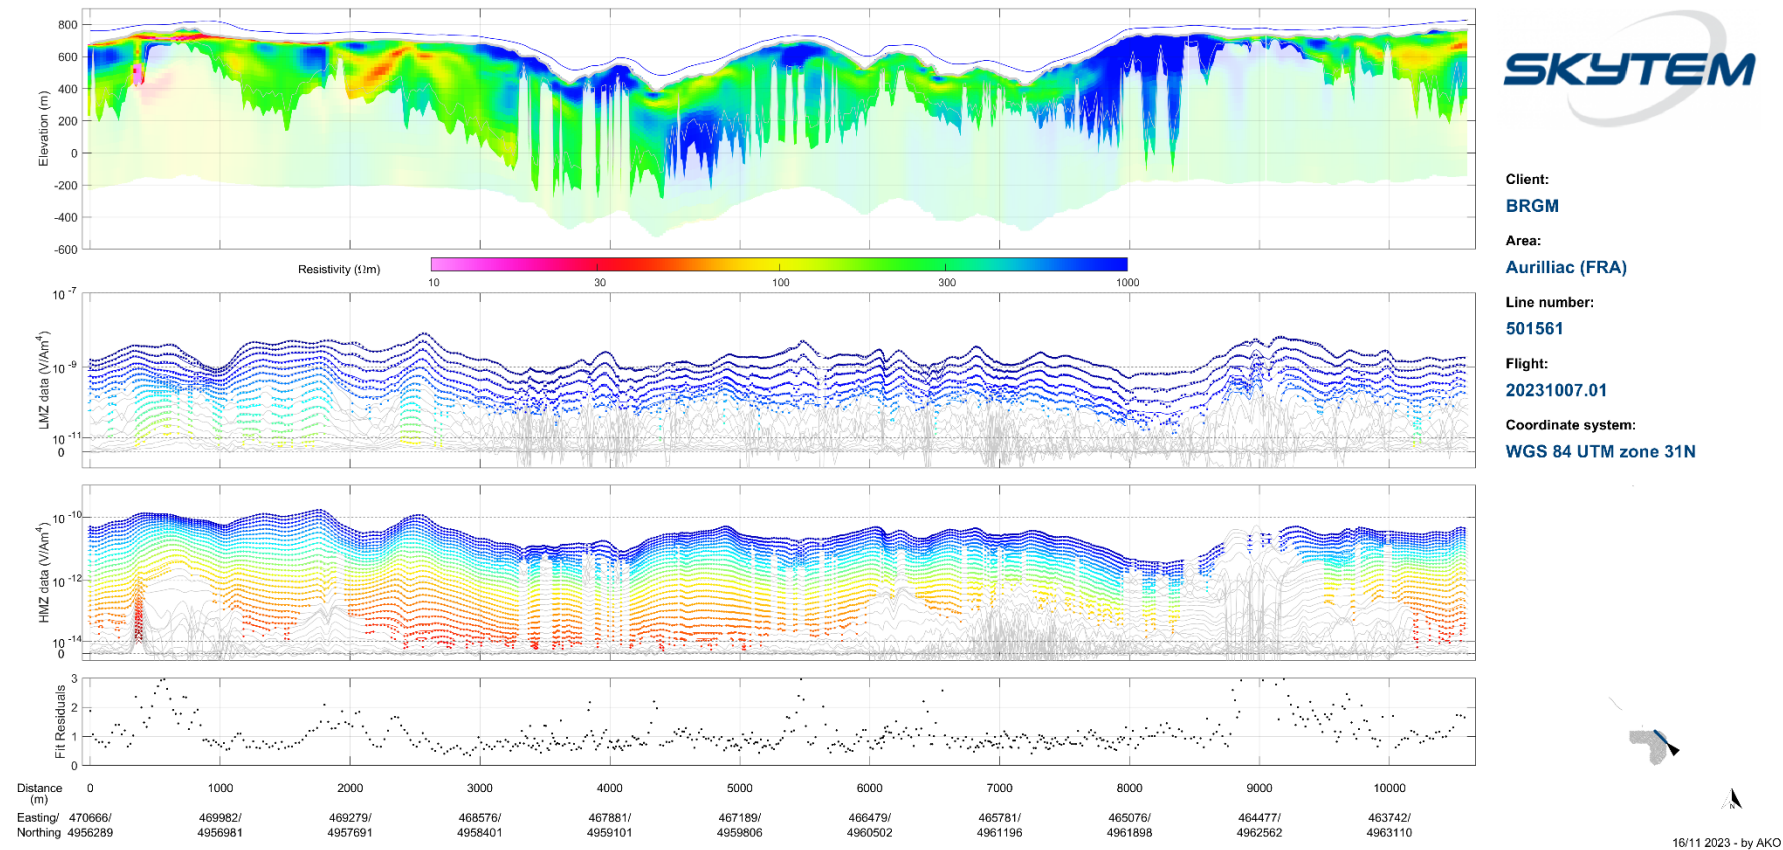 800
600
400
200
0
-200
-400
-600
Elevation (m)
Resistivity (Ωm)
10
30
100
300
1000
10-7
10-9
10-11
0
LMZ data (V/Am4)
10-10
10-12
10-14
0
HMZ data (V/Am4)
3
2
1
0
Fit Residuals
Distance (m) 0 1000 2000 3000 4000 5000 6000 7000 8000 9000 10000
Easting/ 470666/ 469982/ 469279/ 468576/ 467881/ 467189/ 466479/ 465781/ 465076/ 464477/ 463742/
Northing 4956289 4956981 4957691 4958401 4959101 4959806 4960502 4961196 4961898 4962562 4963110
SKYTEM
Client:
BRGM
Area:
Aurilliac (FRA)
Line number:
501561
Flight:
20231007.01
Coordinate system:
WGS 84 UTM zone 31N
N
16/11 2023 - by AKO